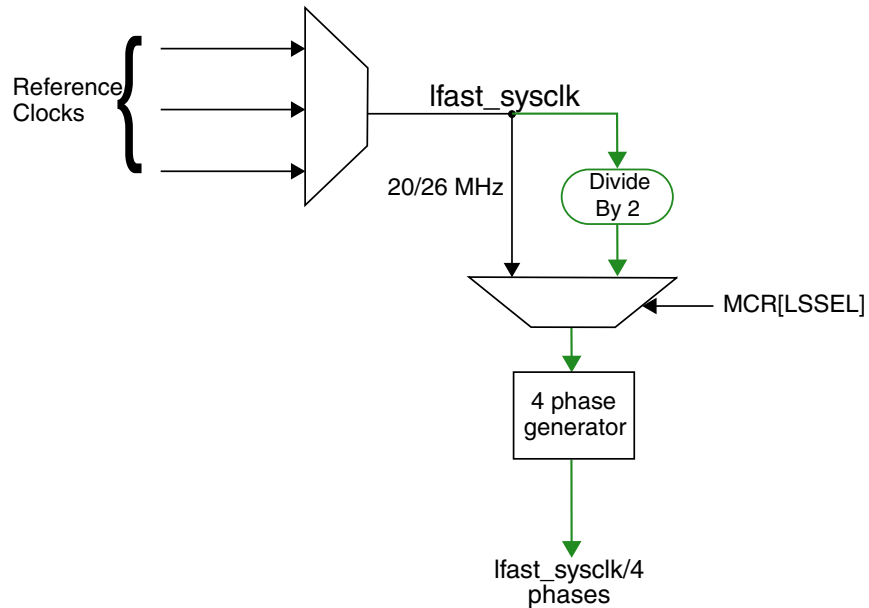 Reference
Clocks
lfast_sysclk
20/26 MHz
Divide
By 2
MCR[LSSEL]
4 phase
generator
lfast_sysclk/4
phases